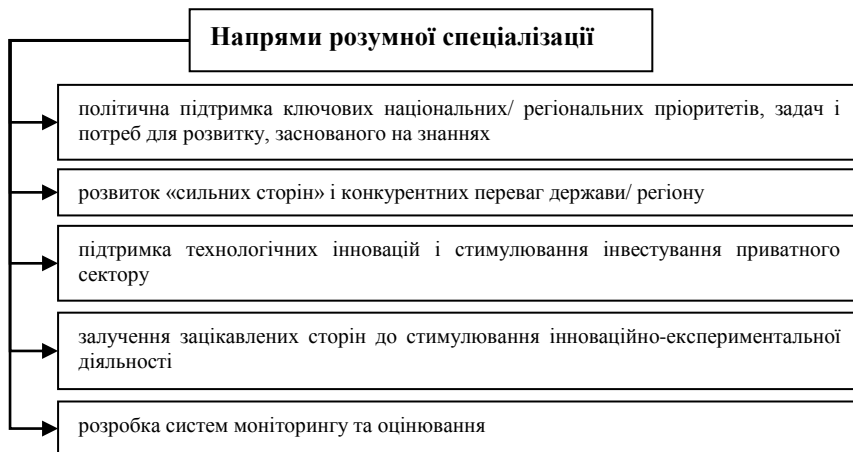 Напрями розумної спеціалізації
політична підтримка ключових національних/ регіональних пріоритетів, задач і
потреб для розвитку, заснованого на знаннях
розвиток «сильних сторін» і конкурентних переваг держави/ регіону
підтримка технологічних інновацій і стимулювання інвестування приватного
сектору
залучення зацікавлених сторін до стимулювання інноваційно-експериментальної
діяльності
розробка систем моніторингу та оцінювання